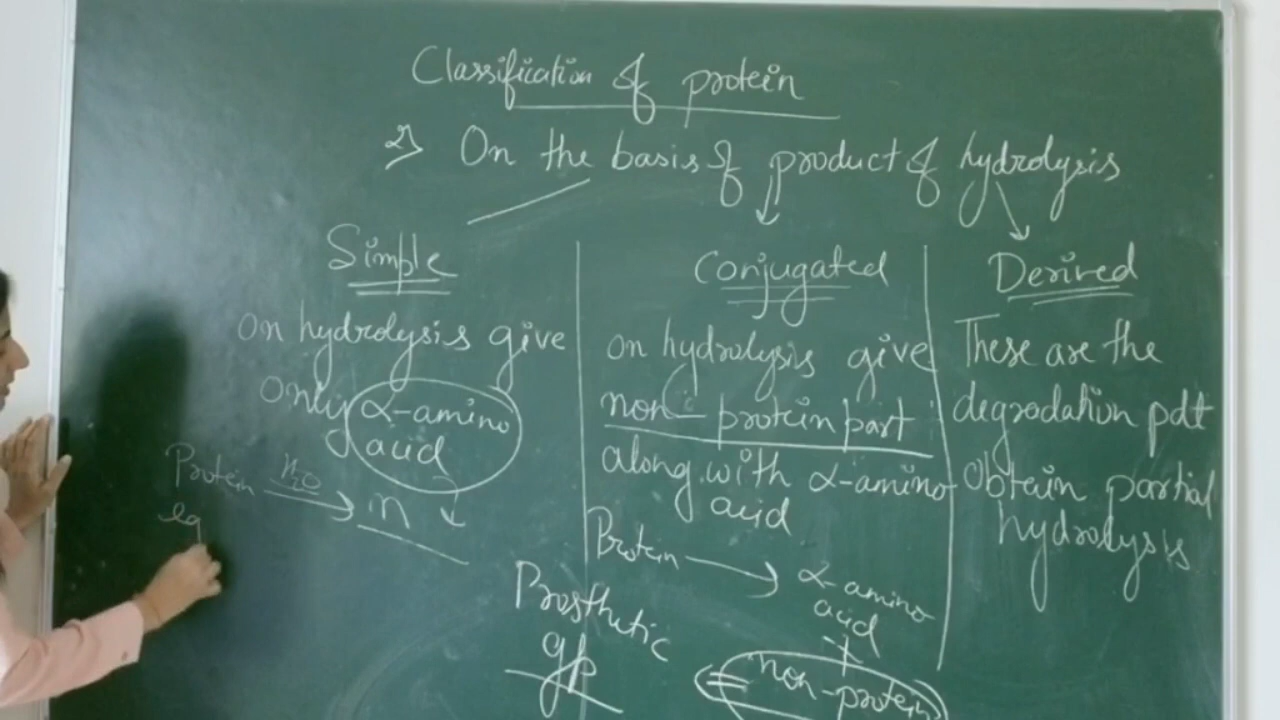 Classification of protein
2) On the basis of product of hydrolysis
Simple
On hydrolysis give
only α-amino
acid
Protein H2O → n
eg
Conjugated
on hydrolysis give
non-protein part
along with α-amino
acid
Protein → α-amino
acid
+
non-protein
Prosthetic
gp
Derived
These are the
degradation pdt
Obtain partial
hydrolysis